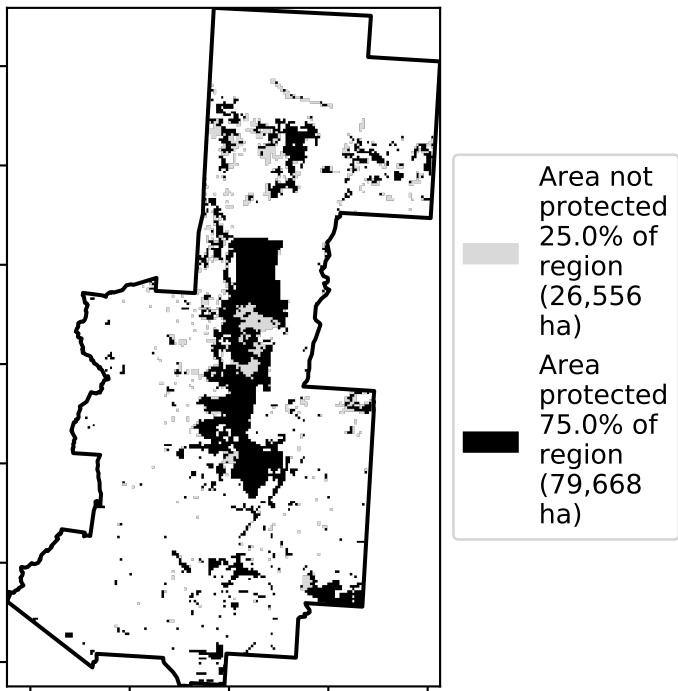 Area not
protected
25.0% of
region
(26,556
ha)
Area
protected
75.0% of
region
(79,668
ha)